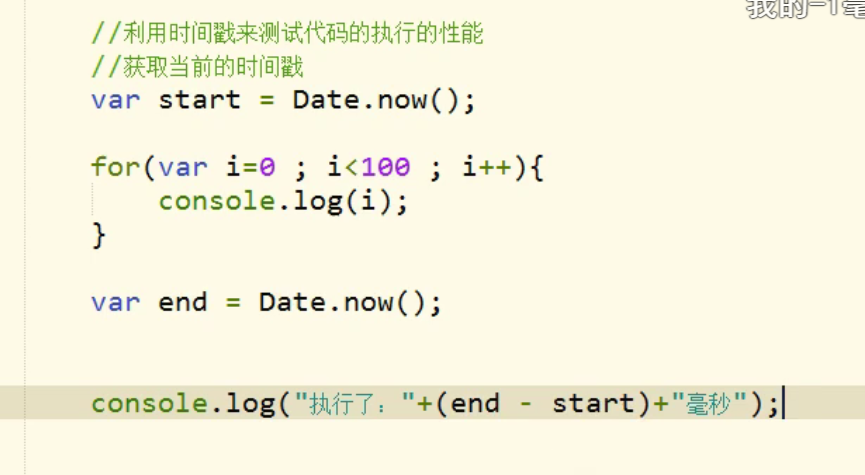 我的-1毫
//利用时间戳来测试代码的执行的性能
//获取当前的时间戳
var start = Date.now();
for(var i=0 ; i<100 ; i++){
console.log(i);
}
var end = Date.now();
console.log("执行了："+(end - start)+"毫秒");